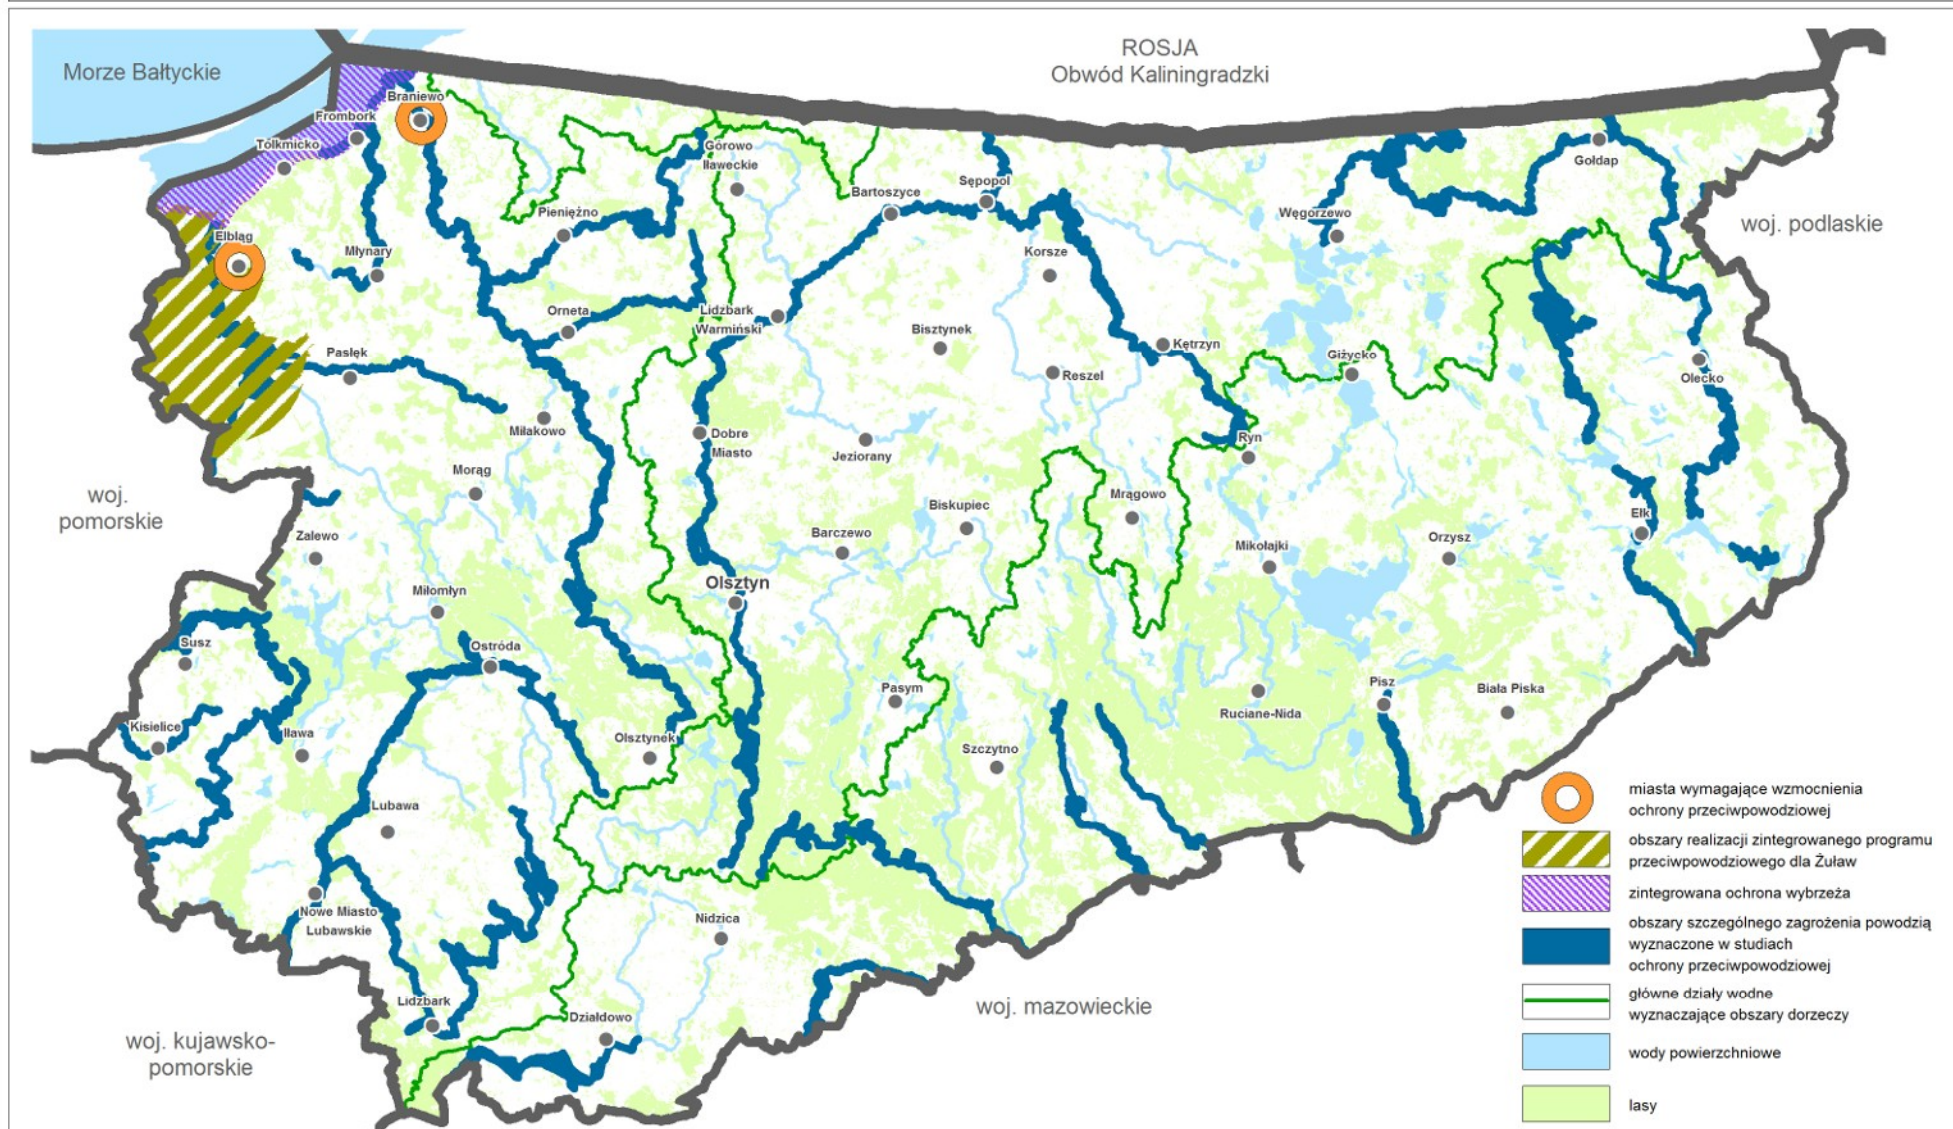 Morze Bałtyckie
ROSJA
Obwód Kaliningradzki
woj. podlaskie
woj.
pomorskie
woj. kujawsko-
pomorskie
woj. mazowieckie
Braniewo
Frombork
Tolkmicko
Elbląg
Młynary
Pieniężno
Górowo
Iławeckie
Bartoszyce
Sępopol
Korsze
Węgorzewo
Gołdap
Orneta
Lidzbark
Warmiński
Bisztynek
Kętrzyn
Reszel
Giżycko
Olecko
Pasłęk
Miłakowo
Dobre
Miasto
Jeziorany
Ryn
Morąg
Biskupiec
Mrągowo
Barczewo
Mikołajki
Orzysz
Ełk
Zalewo
Olsztyn
Miłomłyn
Susz
Ostróda
Pasym
Ruciane-Nida
Pisz
Biała Piska
Kisielice
Iława
Olsztynek
Szczytno
Lubawa
Nowe Miasto
Lubawskie
Nidzica
Lidzbark
Działdowo
miasta wymagające wzmocnienia
ochrony przeciwpowodziowej
obszary realizacji zintegrowanego programu
przeciwpowodziowego dla Żuław
zintegrowana ochrona wybrzeża
obszary szczególnego zagrożenia powodzią
wyznaczone w studiach
ochrony przeciwpowodziowej
główne działy wodne
wyznaczające obszary dorzeczy
wody powierzchniowe
lasy